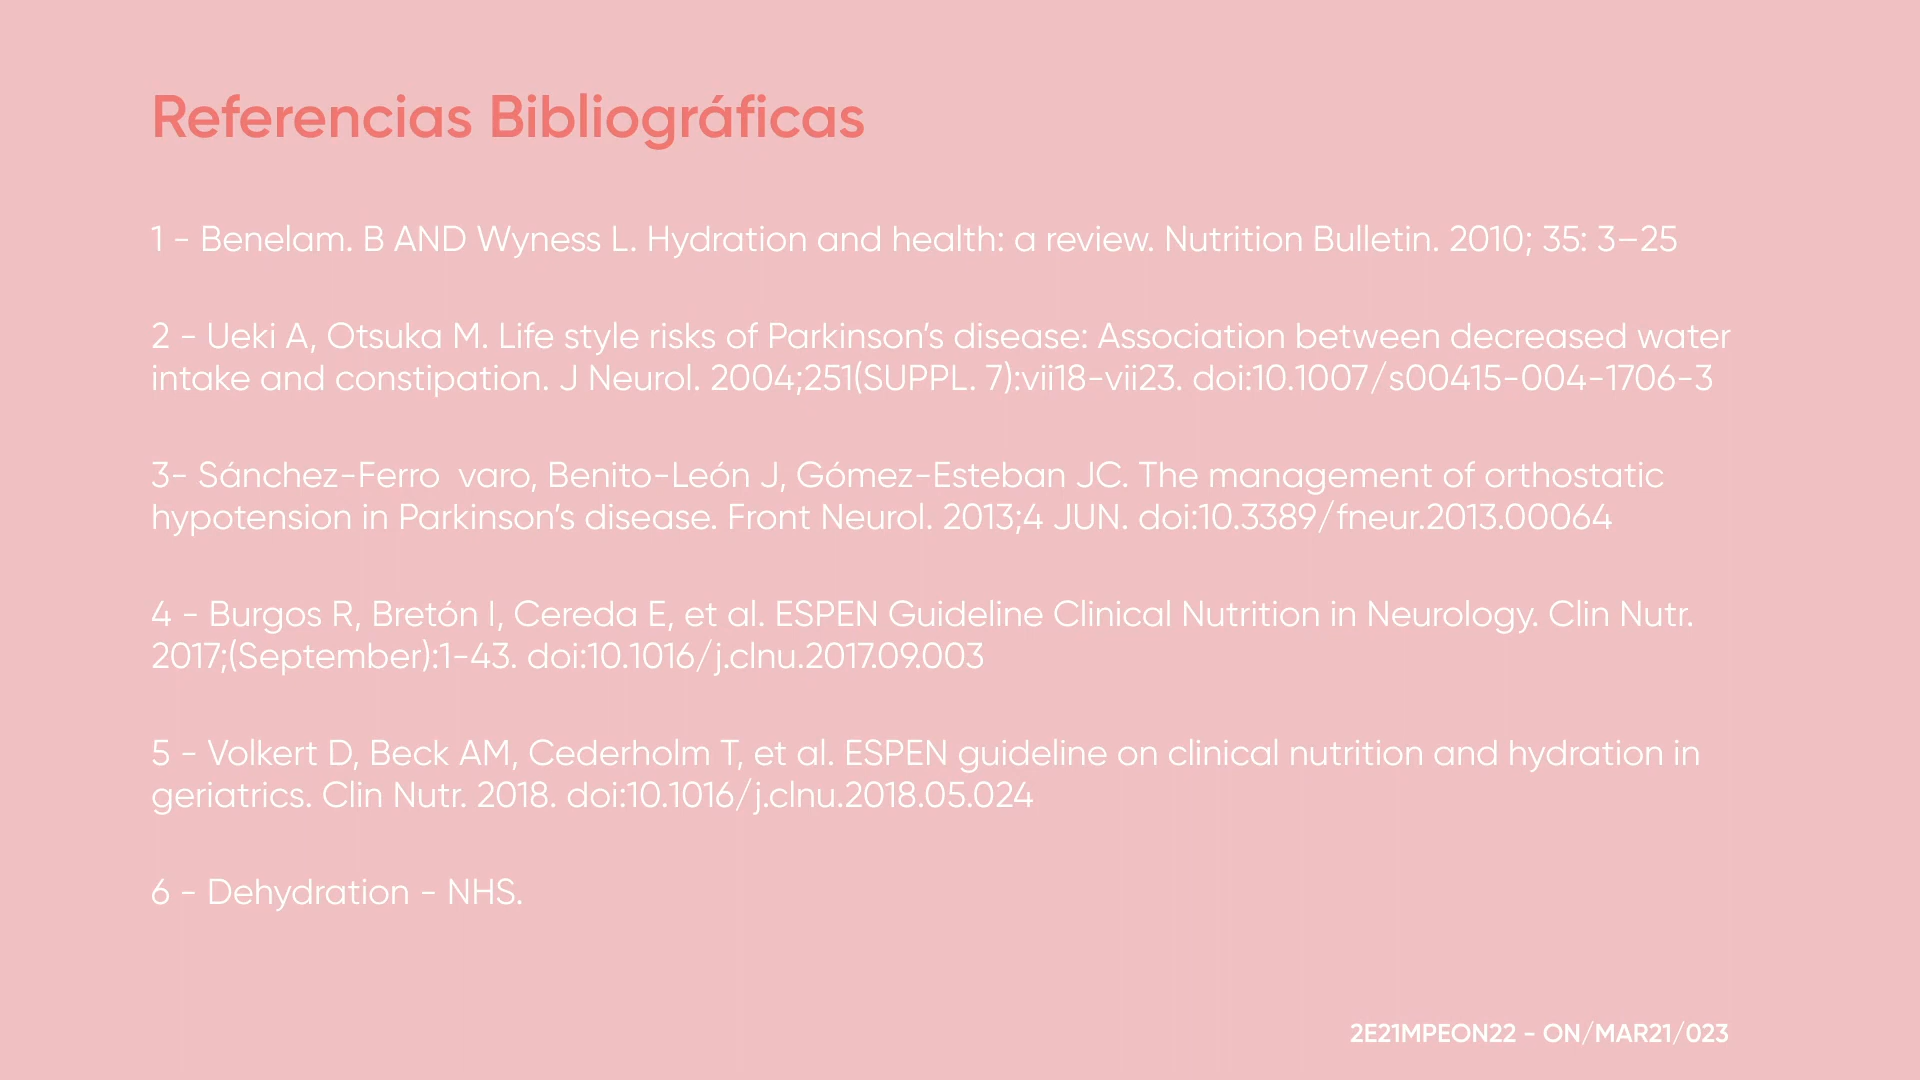 Referencias Bibliográficas
1 - Benelam. B AND Wyness L. Hydration and health: a review. Nutrition Bulletin. 2010; 35: 3–25
2 - Ueki A, Otsuka M. Life style risks of Parkinson’s disease: Association between decreased water
intake and constipation. J Neurol. 2004;251(SUPPL. 7):vii18-vii23. doi:10.1007/s00415-004-1706-3
3- Sánchez-Ferro  varo, Benito-León J, Gómez-Esteban JC. The management of orthostatic
hypotension in Parkinson’s disease. Front Neurol. 2013;4 JUN. doi:10.3389/fneur.2013.00064
4 - Burgos R, Bretón I, Cereda E, et al. ESPEN Guideline Clinical Nutrition in Neurology. Clin Nutr.
2017;(September):1-43. doi:10.1016/j.clnu.2017.09.003
5 - Volkert D, Beck AM, Cederholm T, et al. ESPEN guideline on clinical nutrition and hydration in
geriatrics. Clin Nutr. 2018. doi:10.1016/j.clnu.2018.05.024
6 - Dehydration - NHS.
2E21MPEON22 - ON/MAR21/023